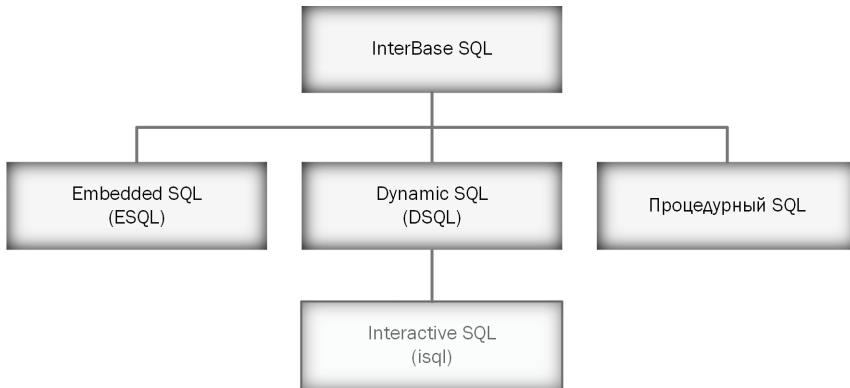 InterBase SQL
Embedded SQL
(ESQL)
Dynamic SQL
(DSQL)
Процедурный SQL
Interactive SQL
(isql)